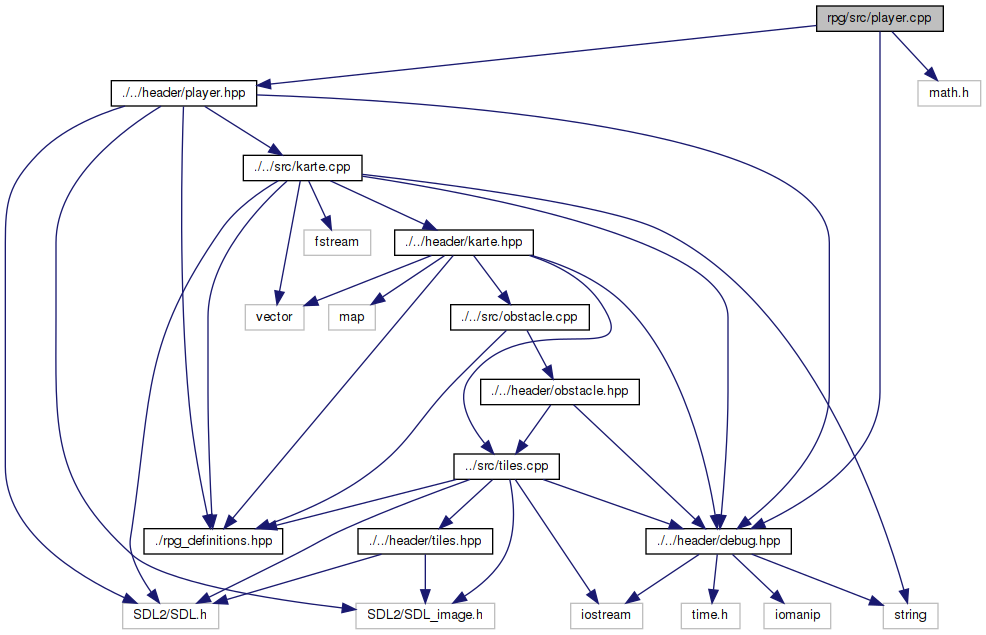 rpg/src/player.cpp
./../header/player.hpp
math.h
./../src/karte.cpp
fstream
./../header/karte.hpp
vector
map
./../src/obstacle.cpp
./../header/obstacle.hpp
../src/tiles.cpp
./rpg_definitions.hpp
./../header/tiles.hpp
./../header/debug.hpp
SDL2/SDL.h
SDL2/SDL_image.h
iostream
time.h
iomanip
string